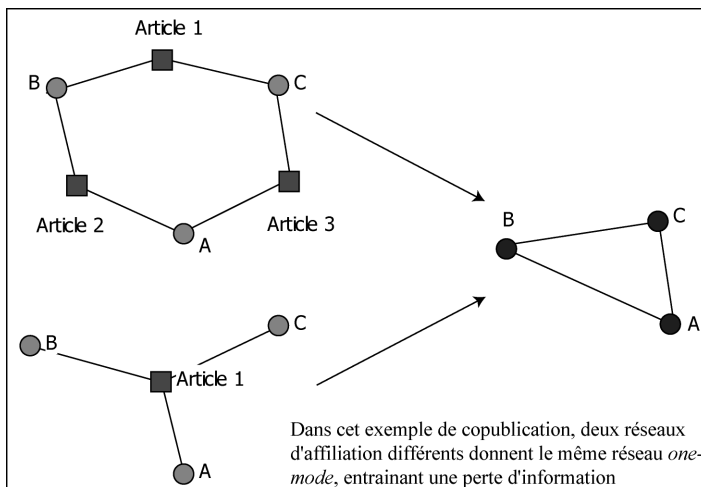 Article 1
B
C
Article 2
Article 3
A
B
C
A
B
C
Article 1
A
Dans cet exemple de copublication, deux réseaux
d'affiliation différents donnent le même réseau one-
mode, entrainant une perte d'information